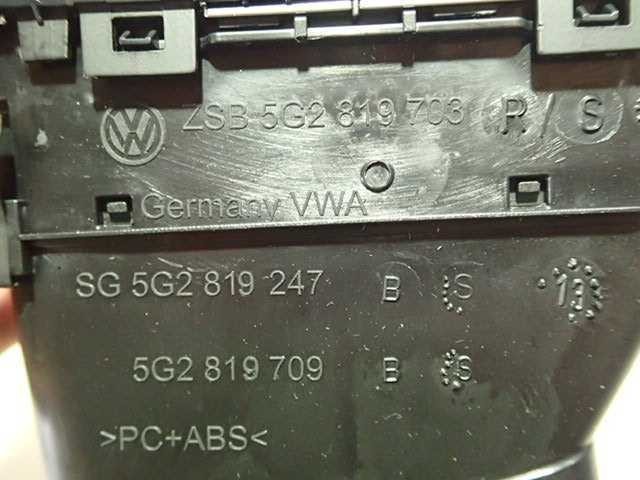 ZSB 5G2 819 703 R / S
Germany VWA
SG 5G2 819 247 B S 13
5G2 819 709 B S
>PC+ABS<